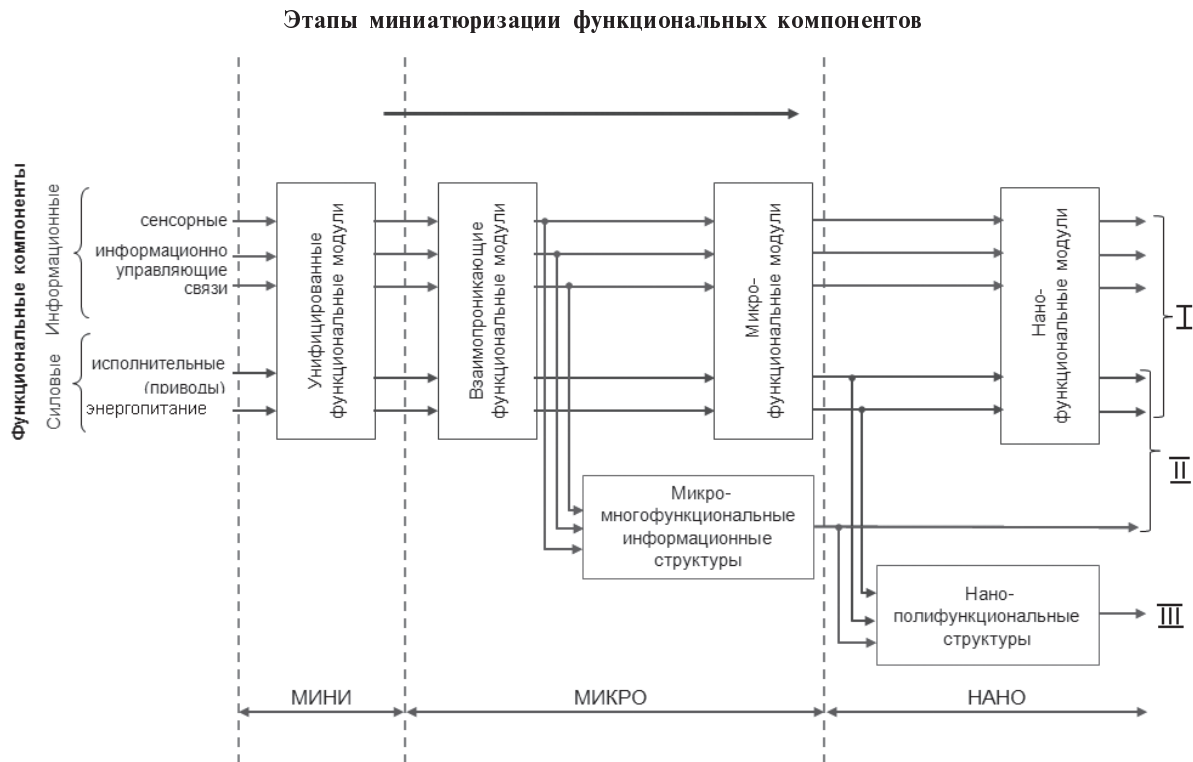 Этапы миниатюризации функциональных компонентов
Функциональные компоненты
Информационные
Силовые
сенсорные
информационно
управляющие
связи
исполнительные
(приводы)
энергопитание
Унифицированные
функциональные модули
Взаимопроникающие
функциональные модули
Микро-
функциональные модули
Нано-
функциональные модули
I
II
Микро-
многофункциональные
информационные
структуры
Нано-
полифункциональные
структуры
III
МИНИ
МИКРО
НАНО